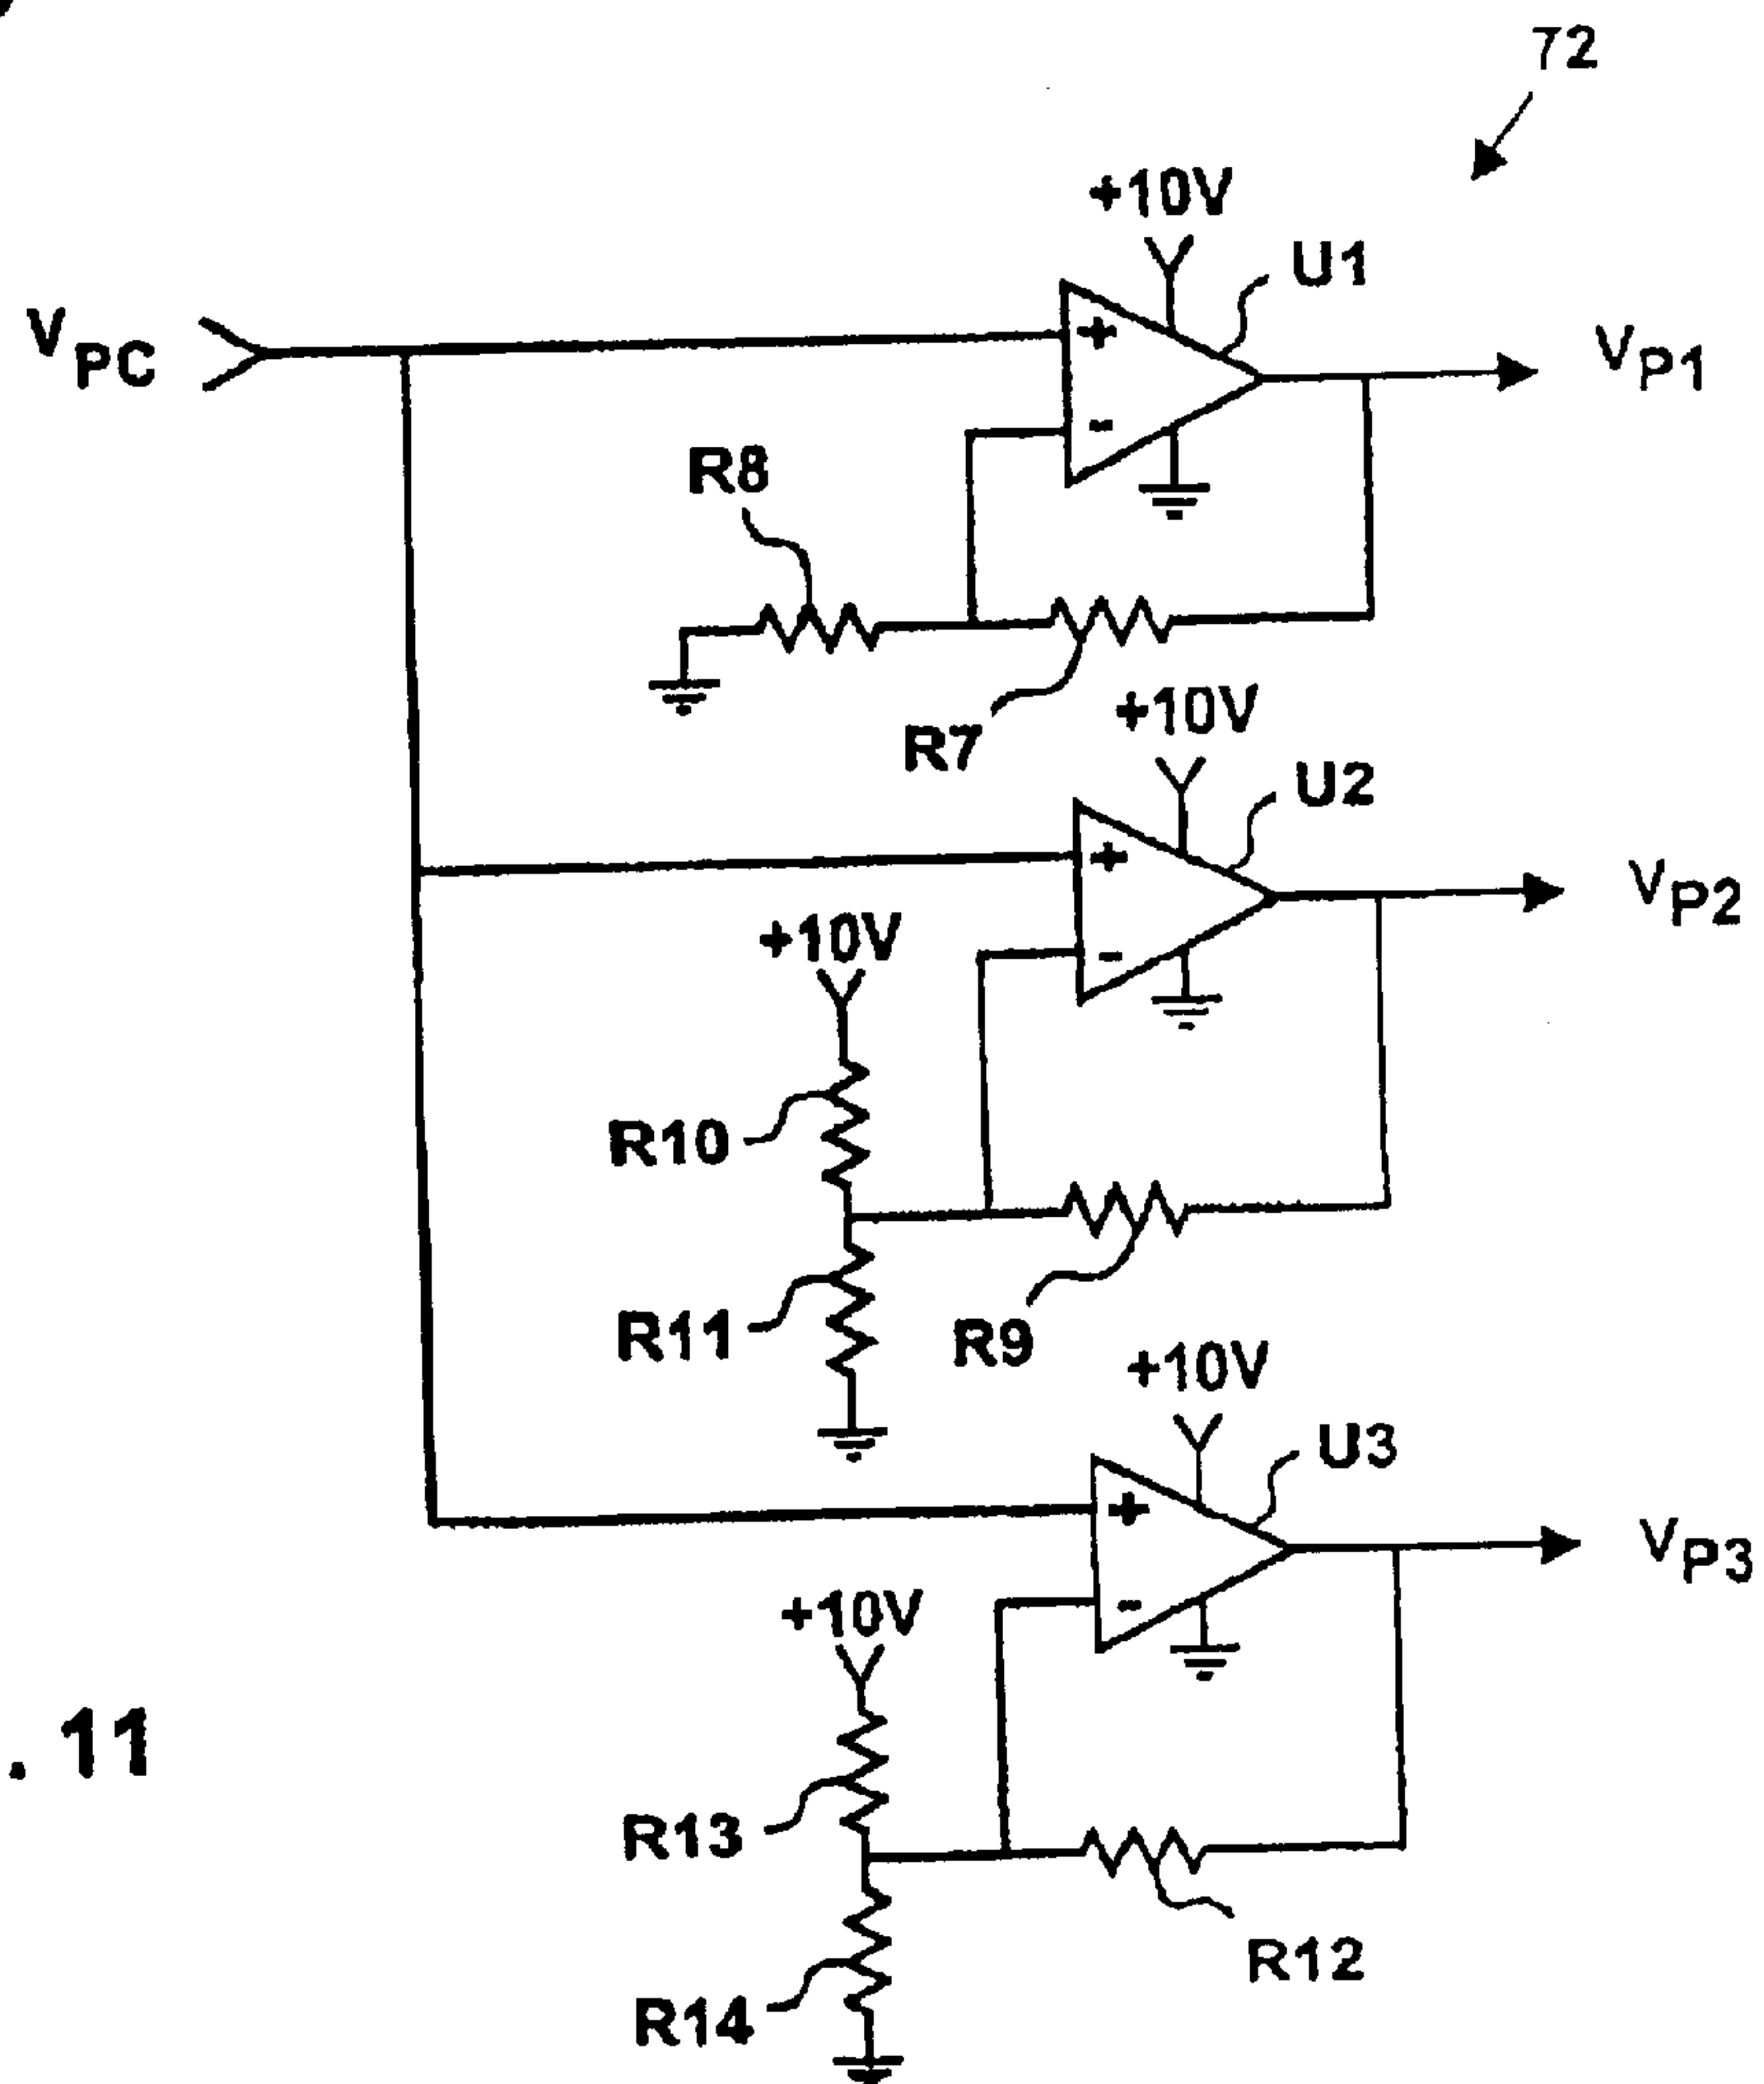 72
+10V
U1
VPC
+
VP1
-
R8
R7
+10V
U2
+
VP2
+10V
-
R10
R11
R9
+10V
U3
+
VP3
+10V
-
. 11
R13
R12
R14